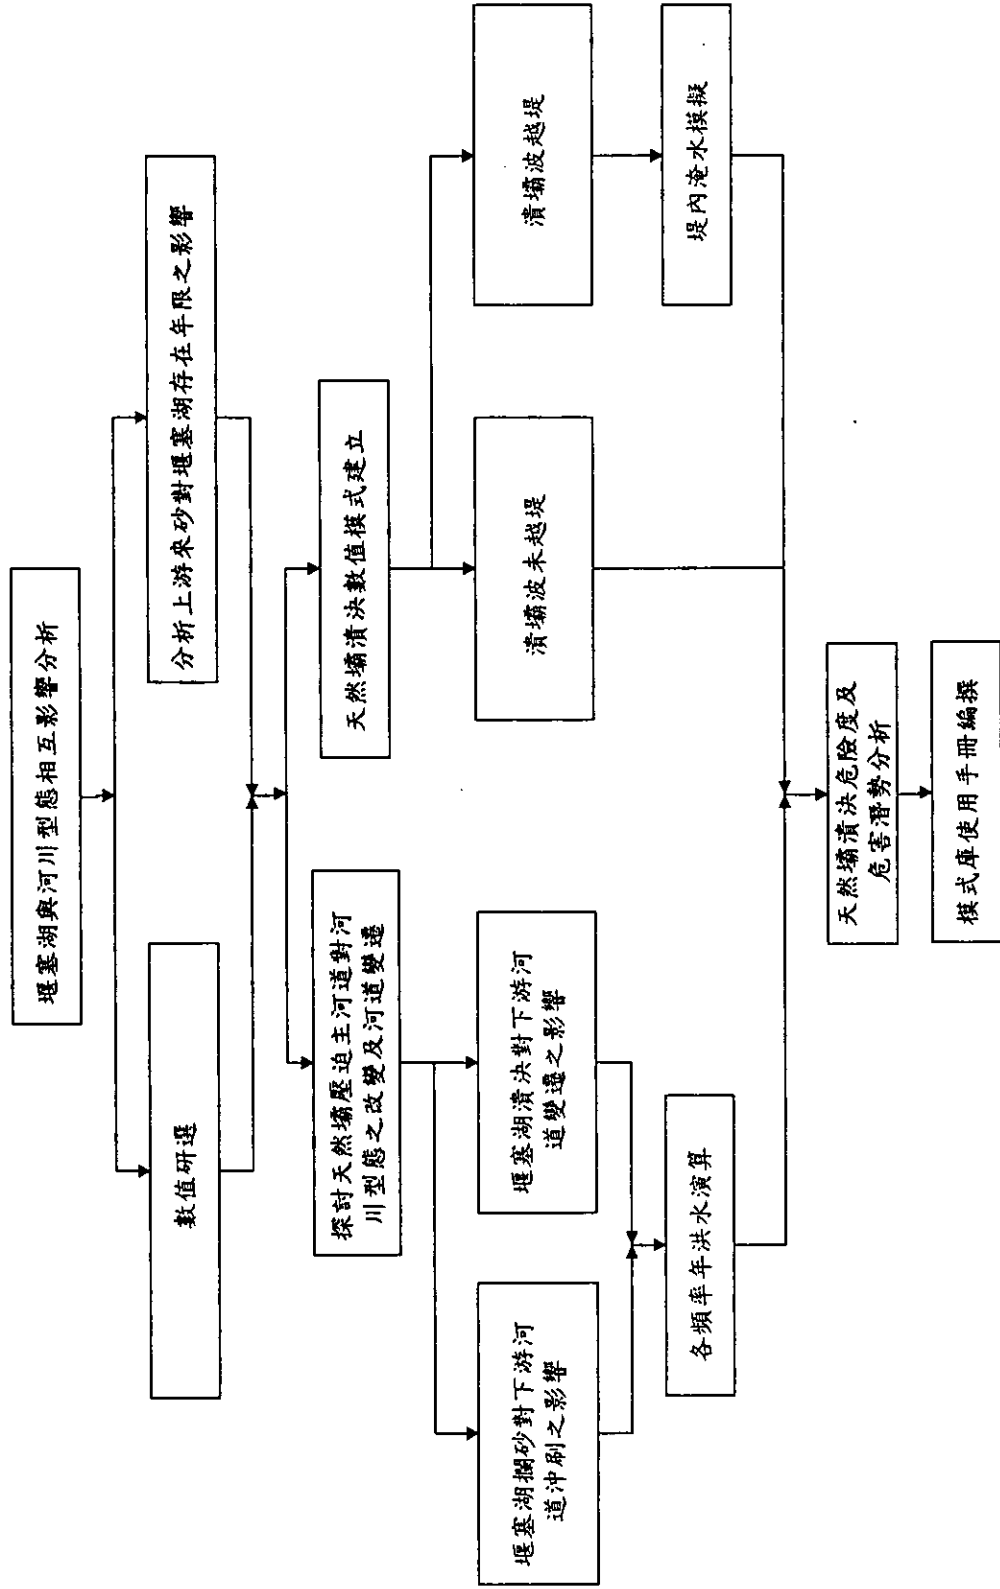 堰塞湖與河川型態相互影響分析
數值研選
分析上游來砂對堰塞湖存在年限之影響
探討天然壩壓迫主河道對河
川型態之改變及河道變遷
天然壩潰決數值模式建立
堰塞湖攔砂對下游河
道沖刷之影響
堰塞湖潰決對下游河
道變遷之影響
潰壩波未越堤
潰壩波越堤
各頻率年洪水演算
堤內淹水模擬
天然壩潰決危險度及
危害潛勢分析
模式庫使用手冊編撰